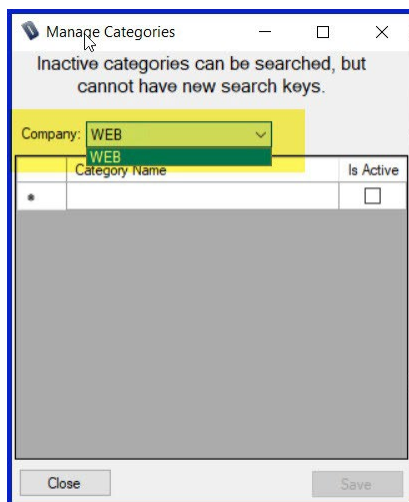 Manage Categories
Inactive categories can be searched, but
cannot have new search keys.
Company: WEB
WEB
Category Name Is Active
*
Close Save